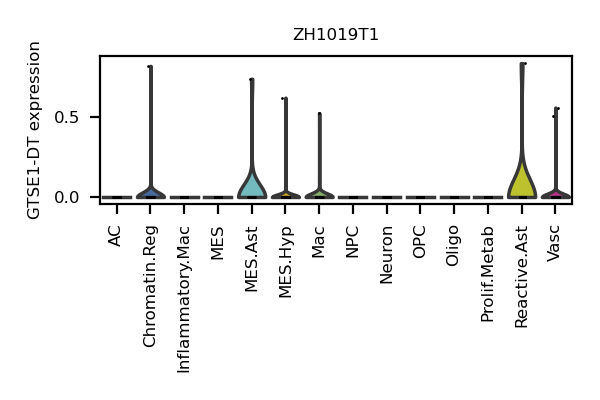 ZH1019T1
GTSE1-DT expression
0.5
0.0
AC
Chromatin.Reg
Inflammatory.Mac
MES
MES.Ast
MES.Hyp
Mac
NPC
Neuron
OPC
Oligo
Prolif.Metab
Reactive.Ast
Vasc